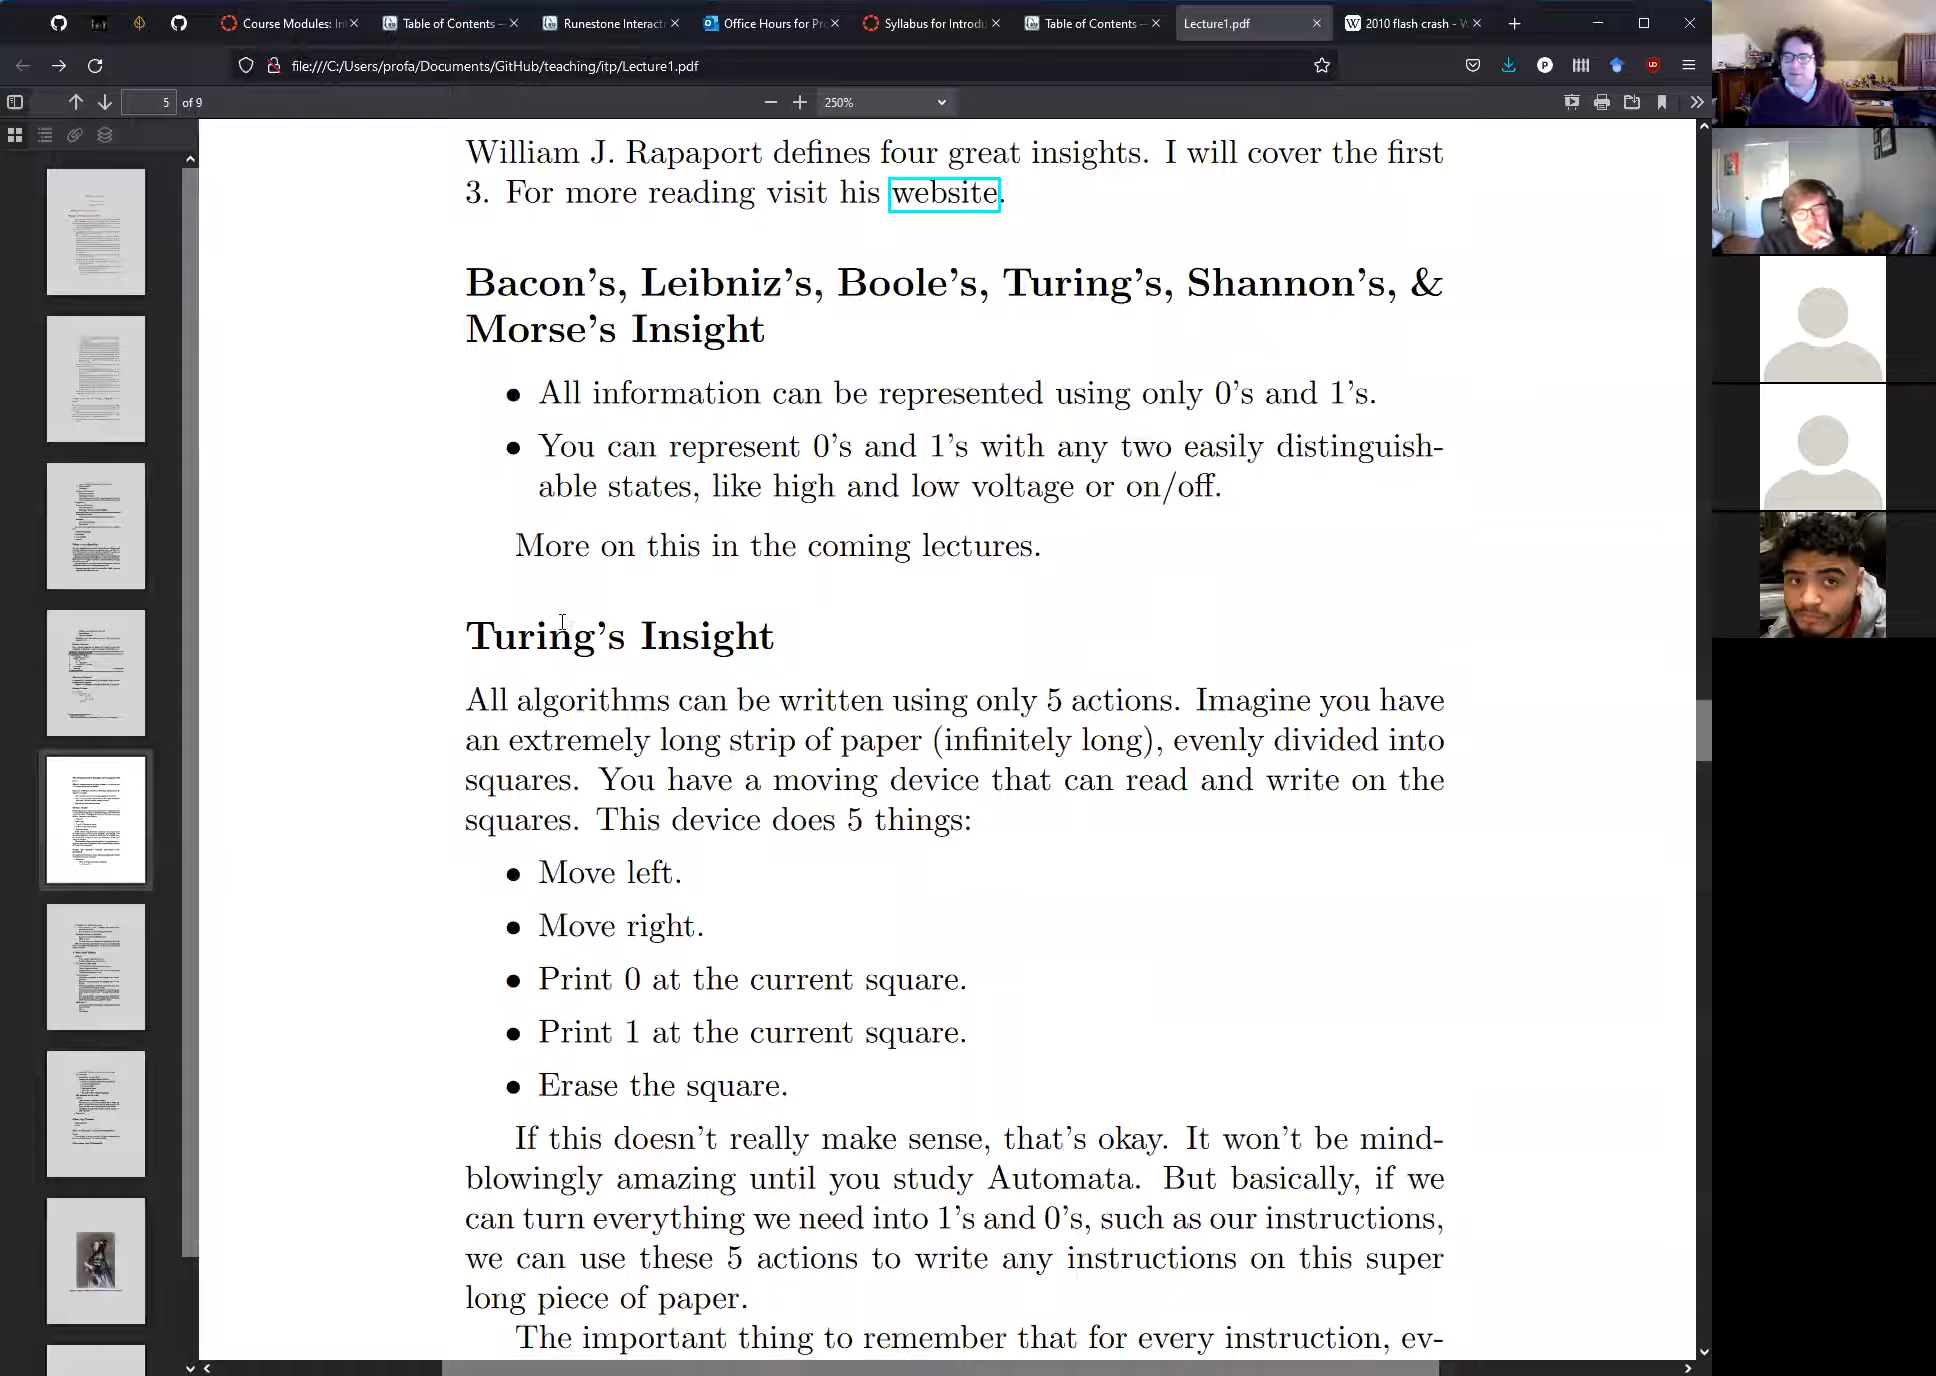 Course Modules: In
Table of Contents —
Runestone Interact
Office Hours for Pr
Syllabus for Introdu
Table of Contents —
Lecture1.pdf
2010 flash crash -
file:///C:/Users/profa/Documents/GitHub/teaching/itp/Lecture1.pdf
5 of 9
250%
William J. Rapaport defines four great insights. I will cover the first
3. For more reading visit his website.
Bacon's, Leibniz's, Boole's, Turing's, Shannon's, &
Morse's Insight
• All information can be represented using only 0's and 1's.
• You can represent 0's and 1's with any two easily distinguish-
able states, like high and low voltage or on/off.
More on this in the coming lectures.
Turing's Insight
All algorithms can be written using only 5 actions. Imagine you have
an extremely long strip of paper (infinitely long), evenly divided into
squares. You have a moving device that can read and write on the
squares. This device does 5 things:
• Move left.
• Move right.
• Print 0 at the current square.
• Print 1 at the current square.
• Erase the square.
If this doesn't really make sense, that's okay. It won't be mind-
blowingly amazing until you study Automata. But basically, if we
can turn everything we need into 1's and 0's, such as our instructions,
we can use these 5 actions to write any instructions on this super
long piece of paper.
The important thing to remember that for every instruction, ev-